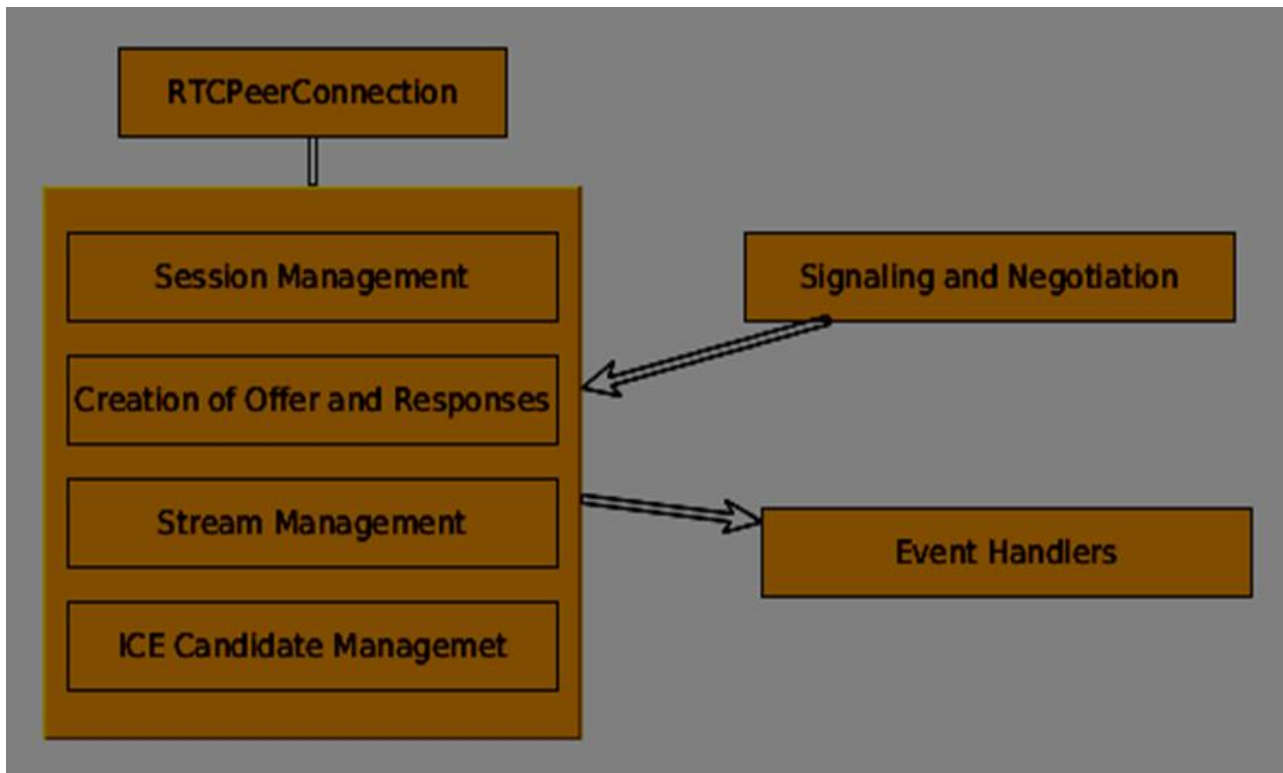 RTCPeerConnection
Session Management
Signaling and Negotiation
Creation of Offer and Responses
Stream Management
Event Handlers
ICE Candidate Managemet